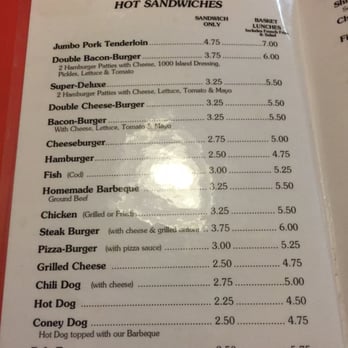 HOT SANDWICHES
SANDWICH ONLY BASKET LUNCHES
Includes French Fries & Salad
Jumbo Pork Tenderloin 4.75 7.00
Double Bacon-Burger 3.75 6.00
2 Hamburger Patties with Cheese, 1000 Island Dressing,
Pickles, Lettuce & Tomato
Super-Deluxe 3.25 5.50
2 Hamburger Patties with Cheese, Lettuce, Tomato & Mayo
Double Cheese-Burger 3.25 5.50
Bacon-Burger 3.25 5.50
With Cheese, Lettuce, Tomato & Mayo
Cheeseburger 2.75 5.00
Hamburger 2.50 4.75
Fish (Cod) 3.00 5.25
Homemade Barbeque 3.25 5.50
Ground Beef
Chicken (Grilled or Fried) 3.25 5.50
Steak Burger (with cheese & grilled onion) 3.75 6.00
Pizza-Burger (with pizza sauce) 3.00 5.25
Grilled Cheese 2.50 4.75
Chili Dog (with cheese) 2.75 5.00
Hot Dog 2.25 4.50
Coney Dog 2.50 4.75
Hot Dog topped with our Barbeque